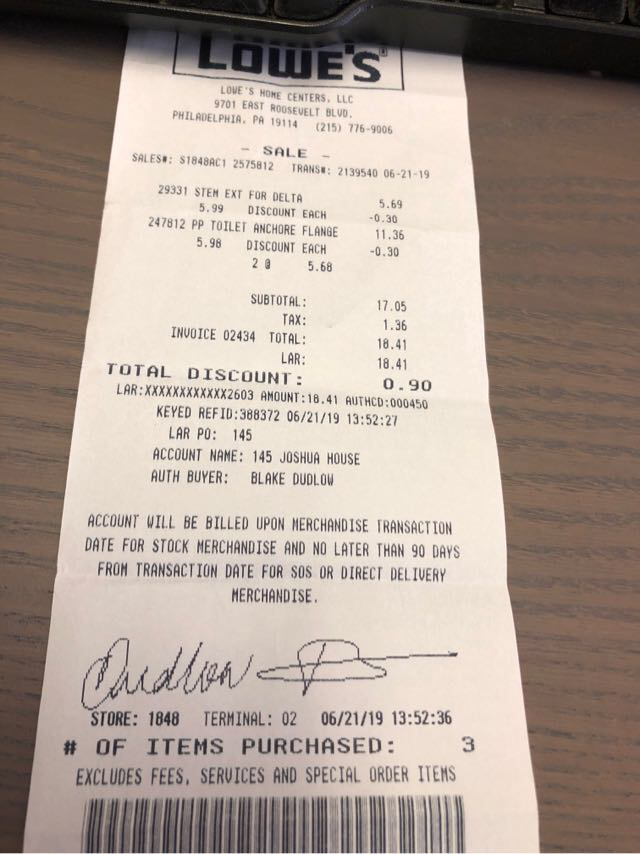 LOWE'S
LOWE'S HOME CENTERS, LLC
9701 EAST ROOSEVELT BLVD.
PHILADELPHIA, PA 19114 (215) 776-9006
- SALE -
SALES#: S1848AC1 2575812 TRANS#: 2139540 06-21-19
29331 STEM EXT FOR DELTA 5.69
5.99 DISCOUNT EACH -0.30
247812 PP TOILET ANCHORE FLANGE 11.36
5.98 DISCOUNT EACH -0.30
2 @ 5.68
SUBTOTAL: 17.05
TAX: 1.36
INVOICE 02434 TOTAL: 18.41
LAR: 18.41
TOTAL DISCOUNT: 0.90
LAR:XXXXXXXXXXXX2603 AMOUNT:18.41 AUTHCD:000450
KEYED REFID:388372 06/21/19 13:52:27
LAR PO: 145
ACCOUNT NAME: 145 JOSHUA HOUSE
AUTH BUYER: BLAKE DUDLOW
ACCOUNT WILL BE BILLED UPON MERCHANDISE TRANSACTION
DATE FOR STOCK MERCHANDISE AND NO LATER THAN 90 DAYS
FROM TRANSACTION DATE FOR SOS OR DIRECT DELIVERY
MERCHANDISE.
STORE: 1848 TERMINAL: 02 06/21/19 13:52:36
# OF ITEMS PURCHASED: 3
EXCLUDES FEES, SERVICES AND SPECIAL ORDER ITEMS